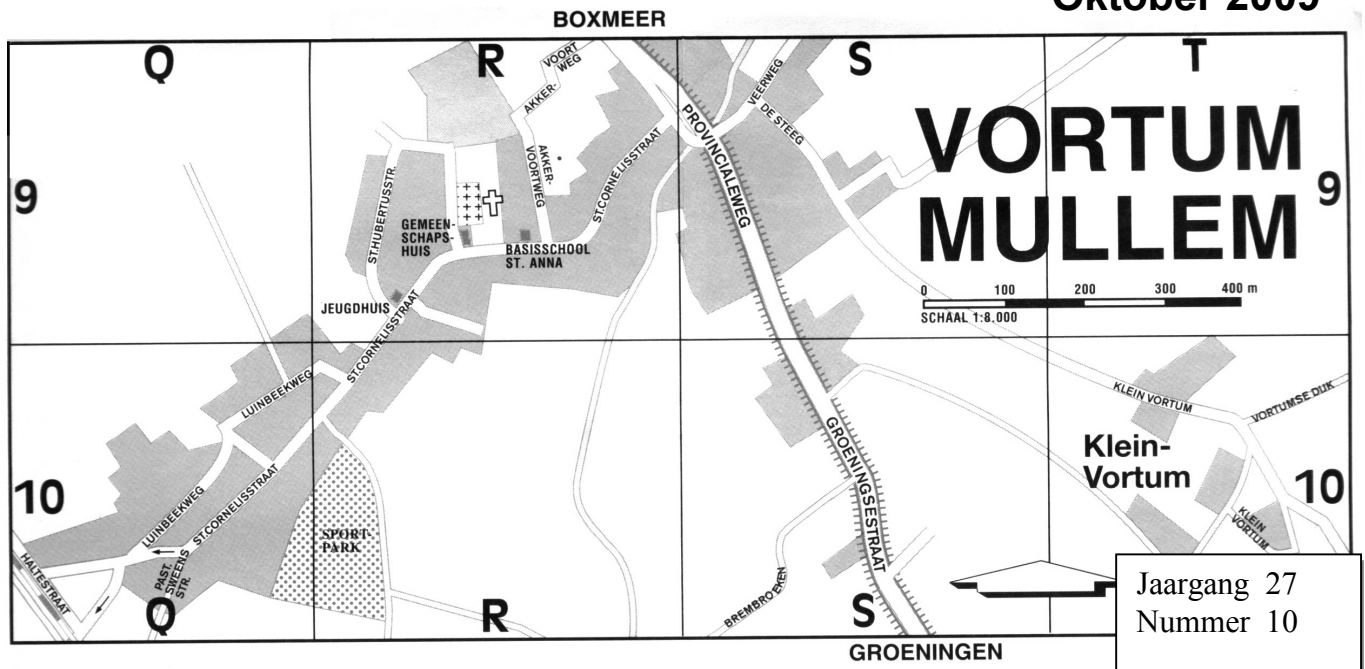 Oktober 2009
BOXMEER
Q
R
S
T
VORTUM
MULLEM
9
9
0 100 200 300 400 m
SCHAAL 1:8.000
VOORT
WEG
AKKER-
AKKER-
VOORTWEG
ST.CORNELISSTRAAT
PROVINCIALEWEG
VEERWEG
DE STEEG
ST.HUBERTUSSTR.
GEMEEN-
SCHAPS-
HUIS
BASISSCHOOL
ST. ANNA
JEUGDHUIS
ST.CORNELISSTRAAT
LUINBEEKWEG
KLEIN VORTUM
VORTUMSE DIJK
Klein-
Vortum
10
10
LUINBEEKWEG
ST.CORNELISSTRAAT
GROENINGSESTRAAT
KLEIN
VORTUM
SPORT-
PARK
HALTESTRAAT
PAST.
SWEENS
STR.
BREMBROEKEN
Q
R
S
GROENINGEN
Jaargang 27
Nummer 10